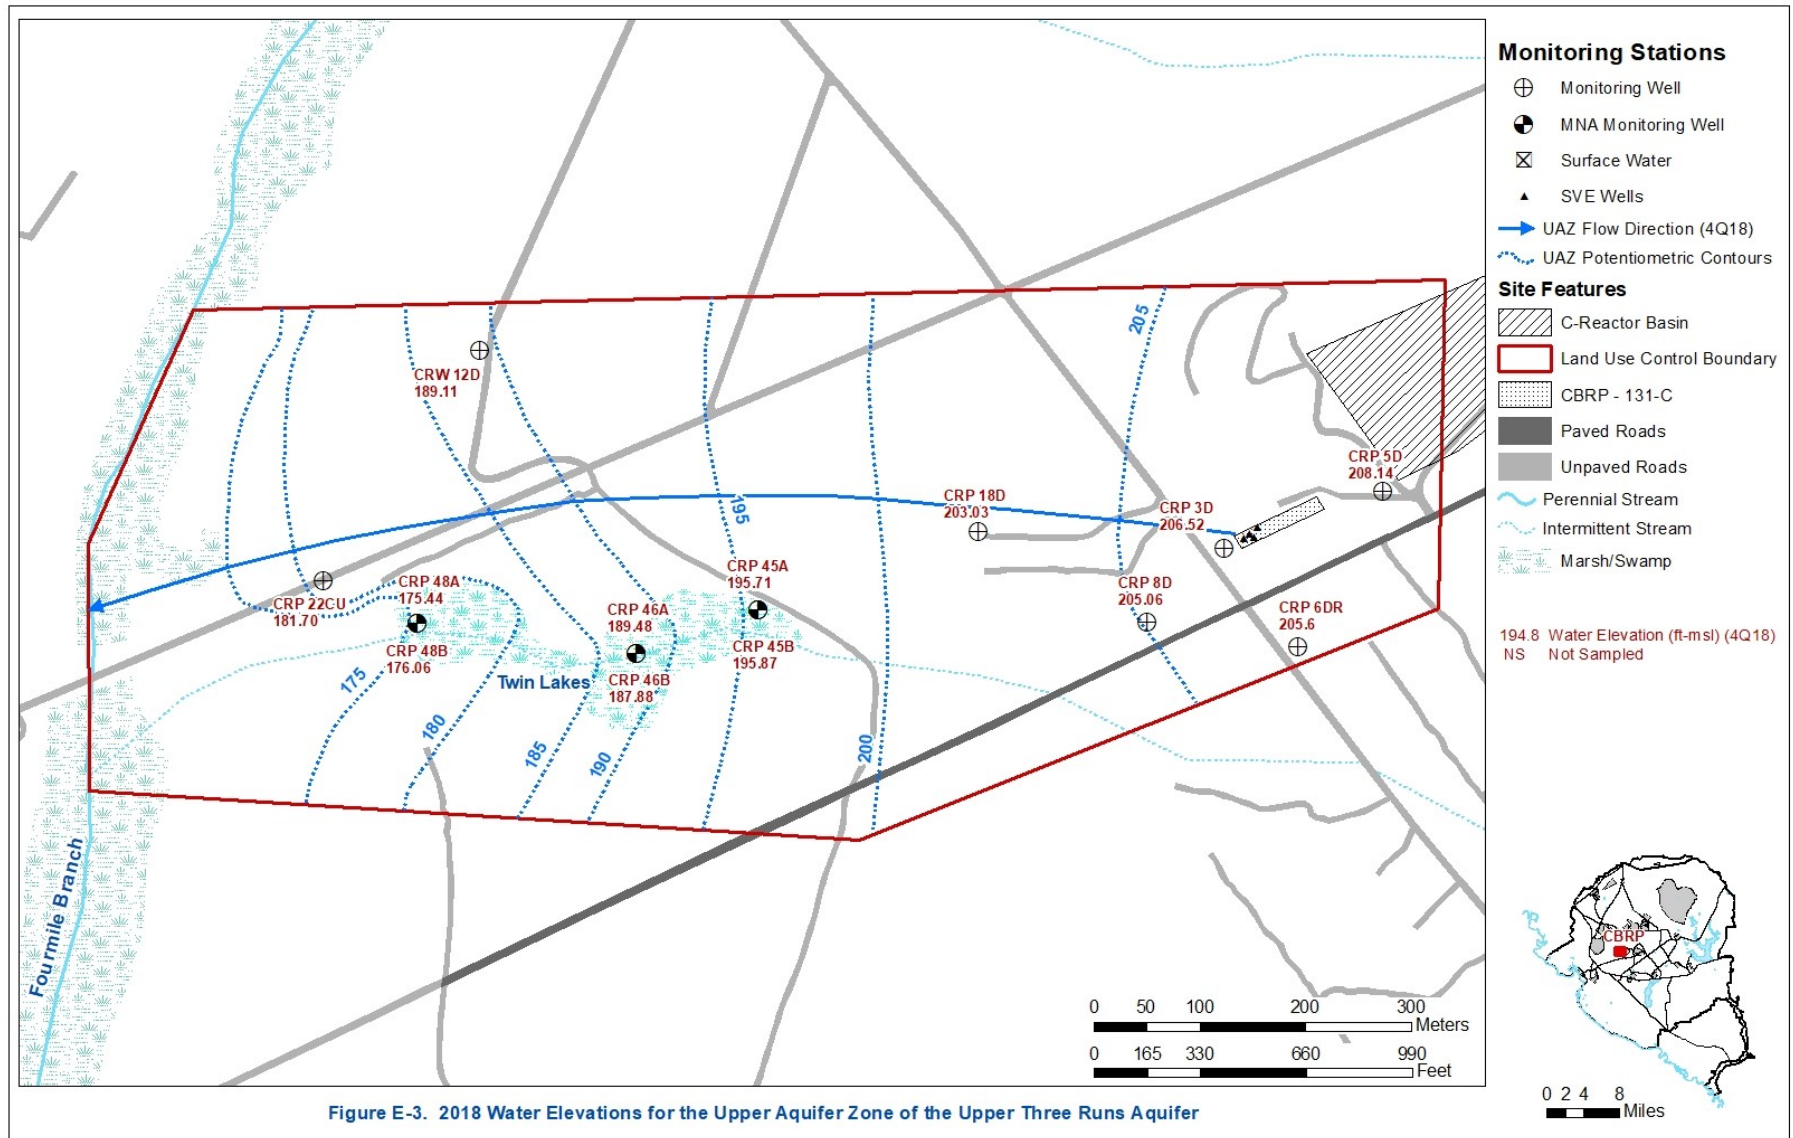 205
CRW 12D
189.11
CRP 5D
208.14
CRP 18D
203.03
CRP 3D
206.52
195
CRP 45A
195.71
CRP 48A
175.44
CRP 8D
205.06
CRP 22CU
181.70
CRP 46A
189.48
CRP 6DR
205.6
CRP 48B
176.06
CRP 45B
195.87
Twin Lakes
CRP 46B
187.88
175
180
185
190
200
Fourmile Branch
0 50 100 200 300
Meters
0 165 330 660 990
Feet
Monitoring Stations
Monitoring Well
MNA Monitoring Well
Surface Water
SVE Wells
UAZ Flow Direction (4Q18)
UAZ Potentiometric Contours
Site Features
C-Reactor Basin
Land Use Control Boundary
CBRP - 131-C
Paved Roads
Unpaved Roads
Perennial Stream
Intermittent Stream
Marsh/Swamp
194.8 Water Elevation (ft-msl) (4Q18)
NS Not Sampled
CBRP
0 2 4 8
Miles
Figure E-3. 2018 Water Elevations for the Upper Aquifer Zone of the Upper Three Runs Aquifer